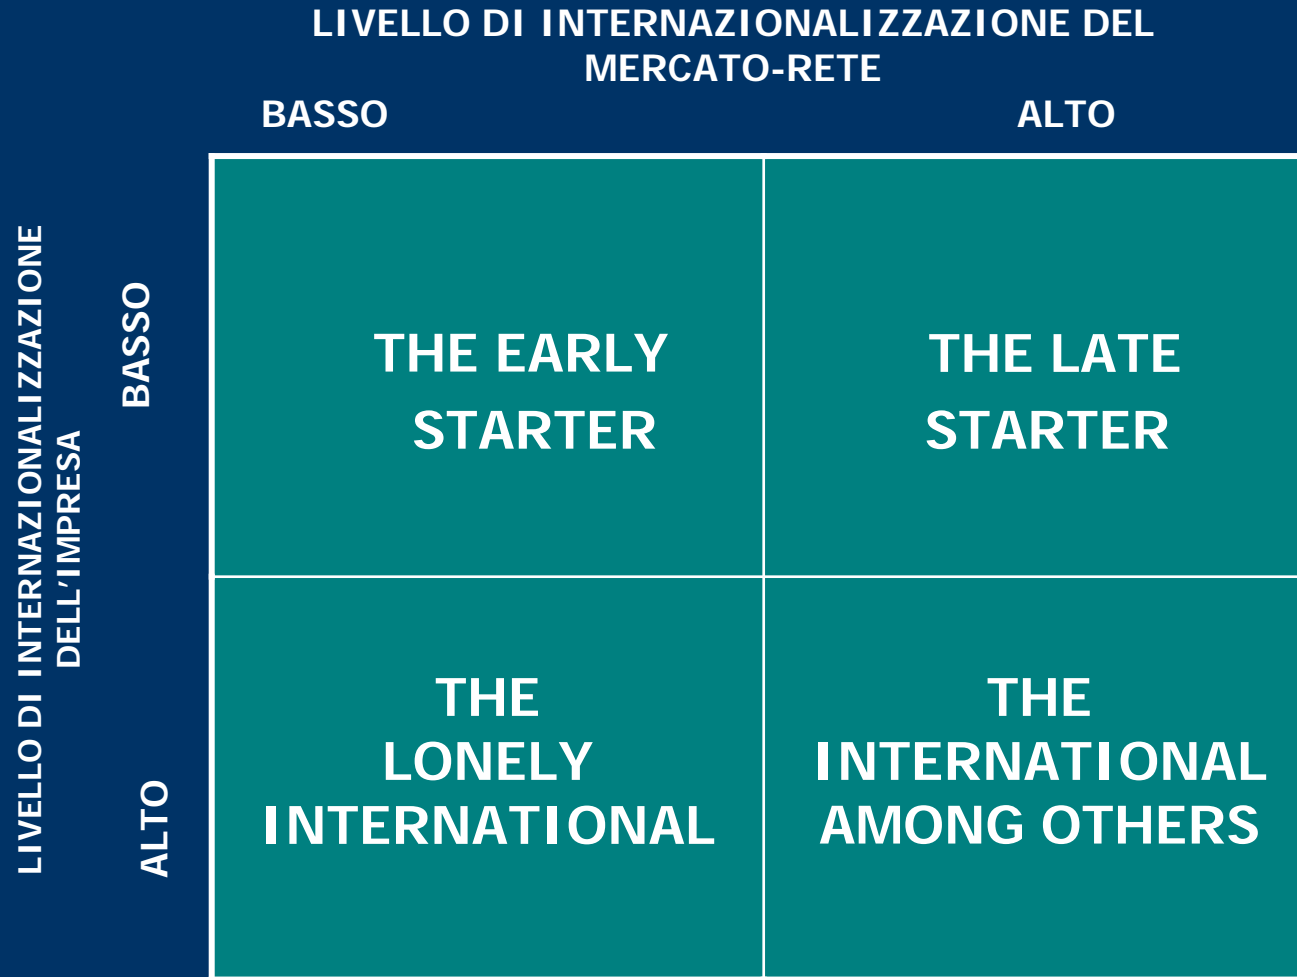 LIVELLO DI INTERNAZIONALIZZAZIONE DEL
MERCATO-RETE
BASSO
ALTO
LIVELLO DI INTERNAZIONALIZZAZIONE
DELL'IMPRESA
BASSO
THE EARLY
STARTER
THE LATE
STARTER
ALTO
THE
LONELY
INTERNATIONAL
THE
INTERNATIONAL
AMONG OTHERS